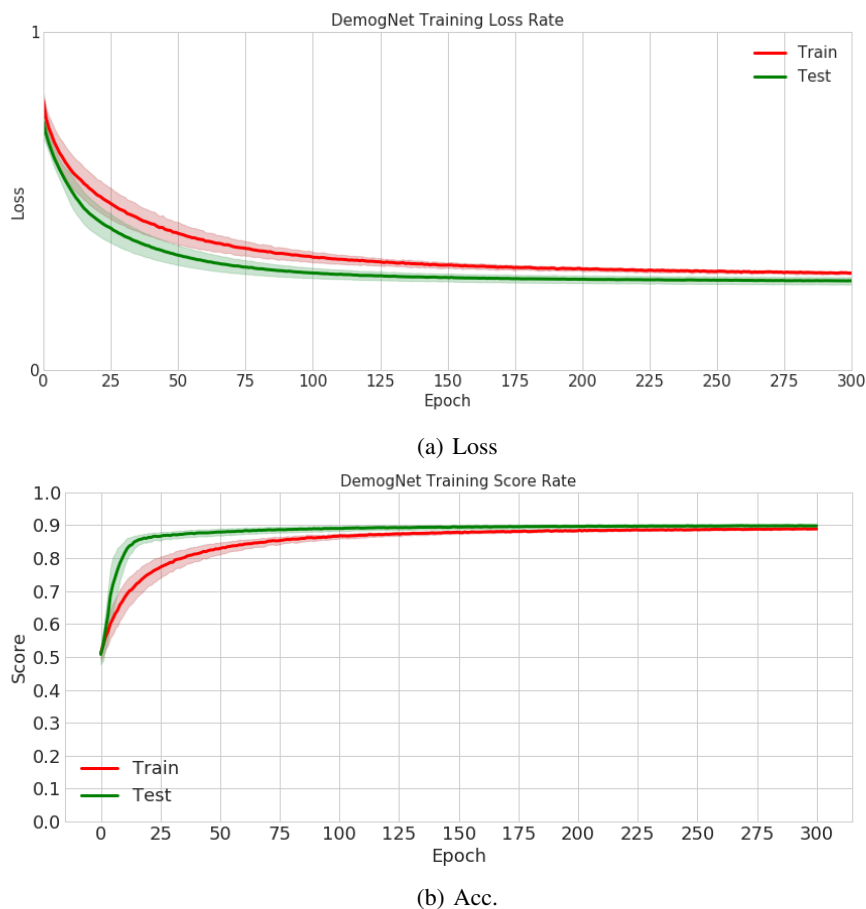 DemogNet Training Loss Rate
1
Train
Test
Loss
0
0 25 50 75 100 125 150 175 200 225 250 275 300
Epoch
(a) Loss
DemogNet Training Score Rate
1.0
0.9
0.8
0.7
0.6
0.5
Score
0.4
0.3
0.2
Train
0.1
Test
0.0
0 25 50 75 100 125 150 175 200 225 250 275 300
Epoch
(b) Acc.